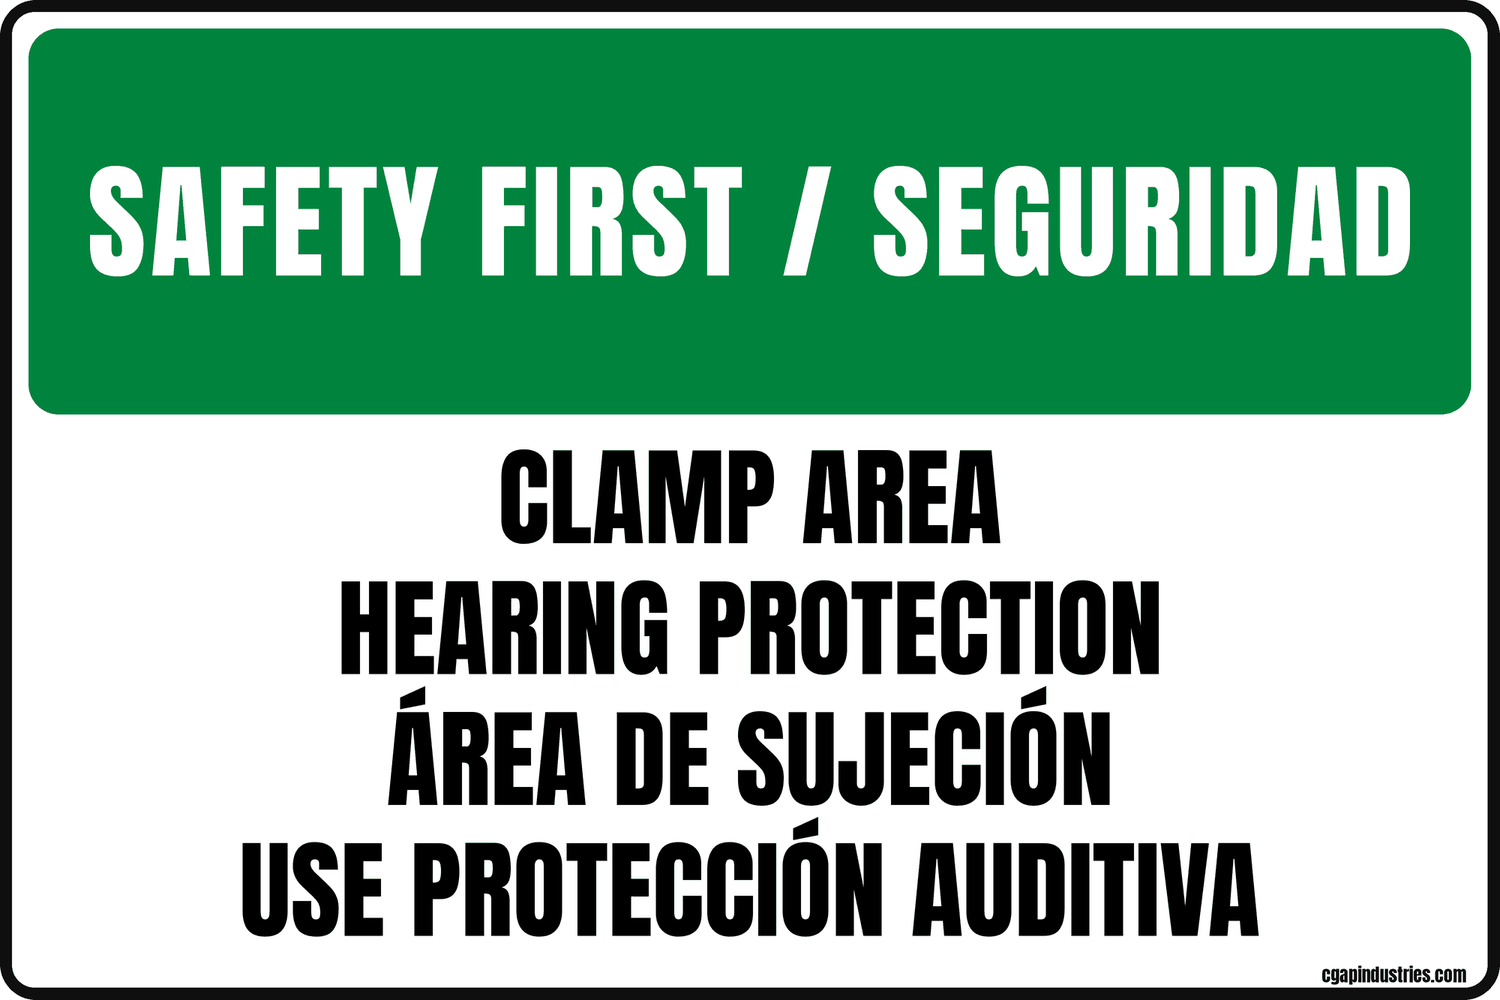 SAFETY FIRST / SEGURIDAD
CLAMP AREA
HEARING PROTECTION
ÁREA DE SUJECIÓN
USE PROTECCIÓN AUDITIVA
cgapindustries.com